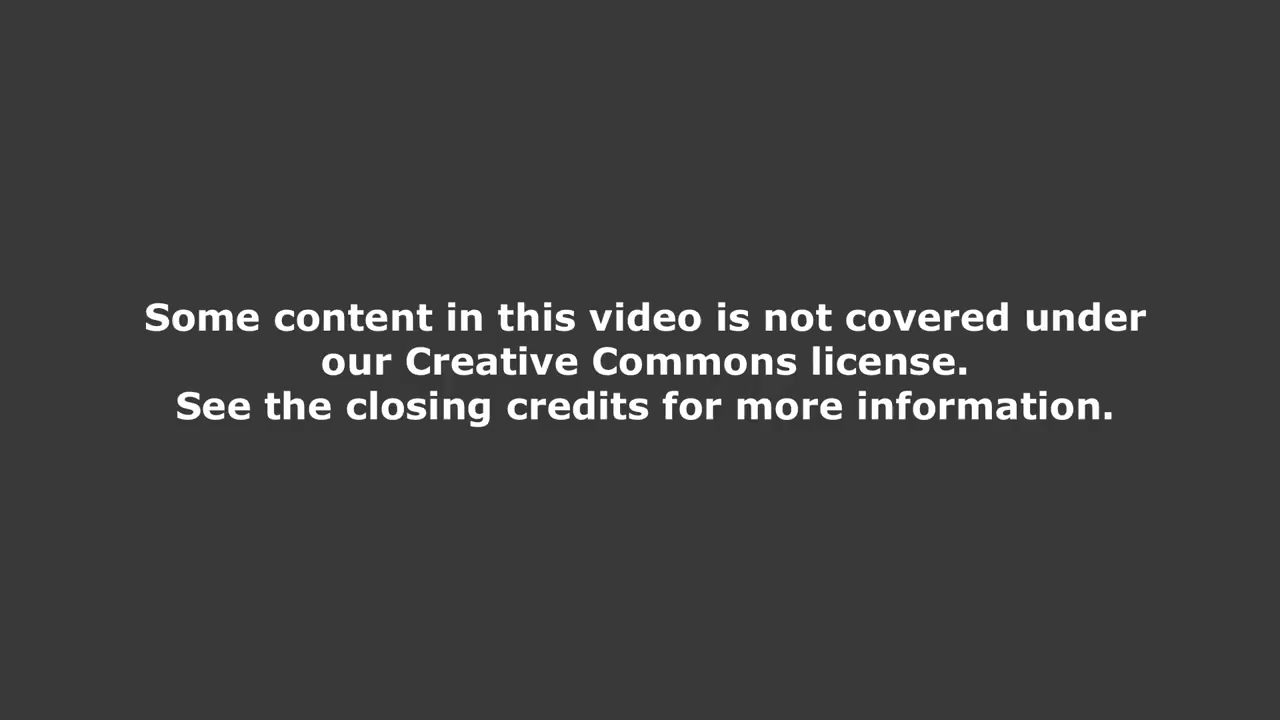 Some content in this video is not covered under
our Creative Commons license.
See the closing credits for more information.